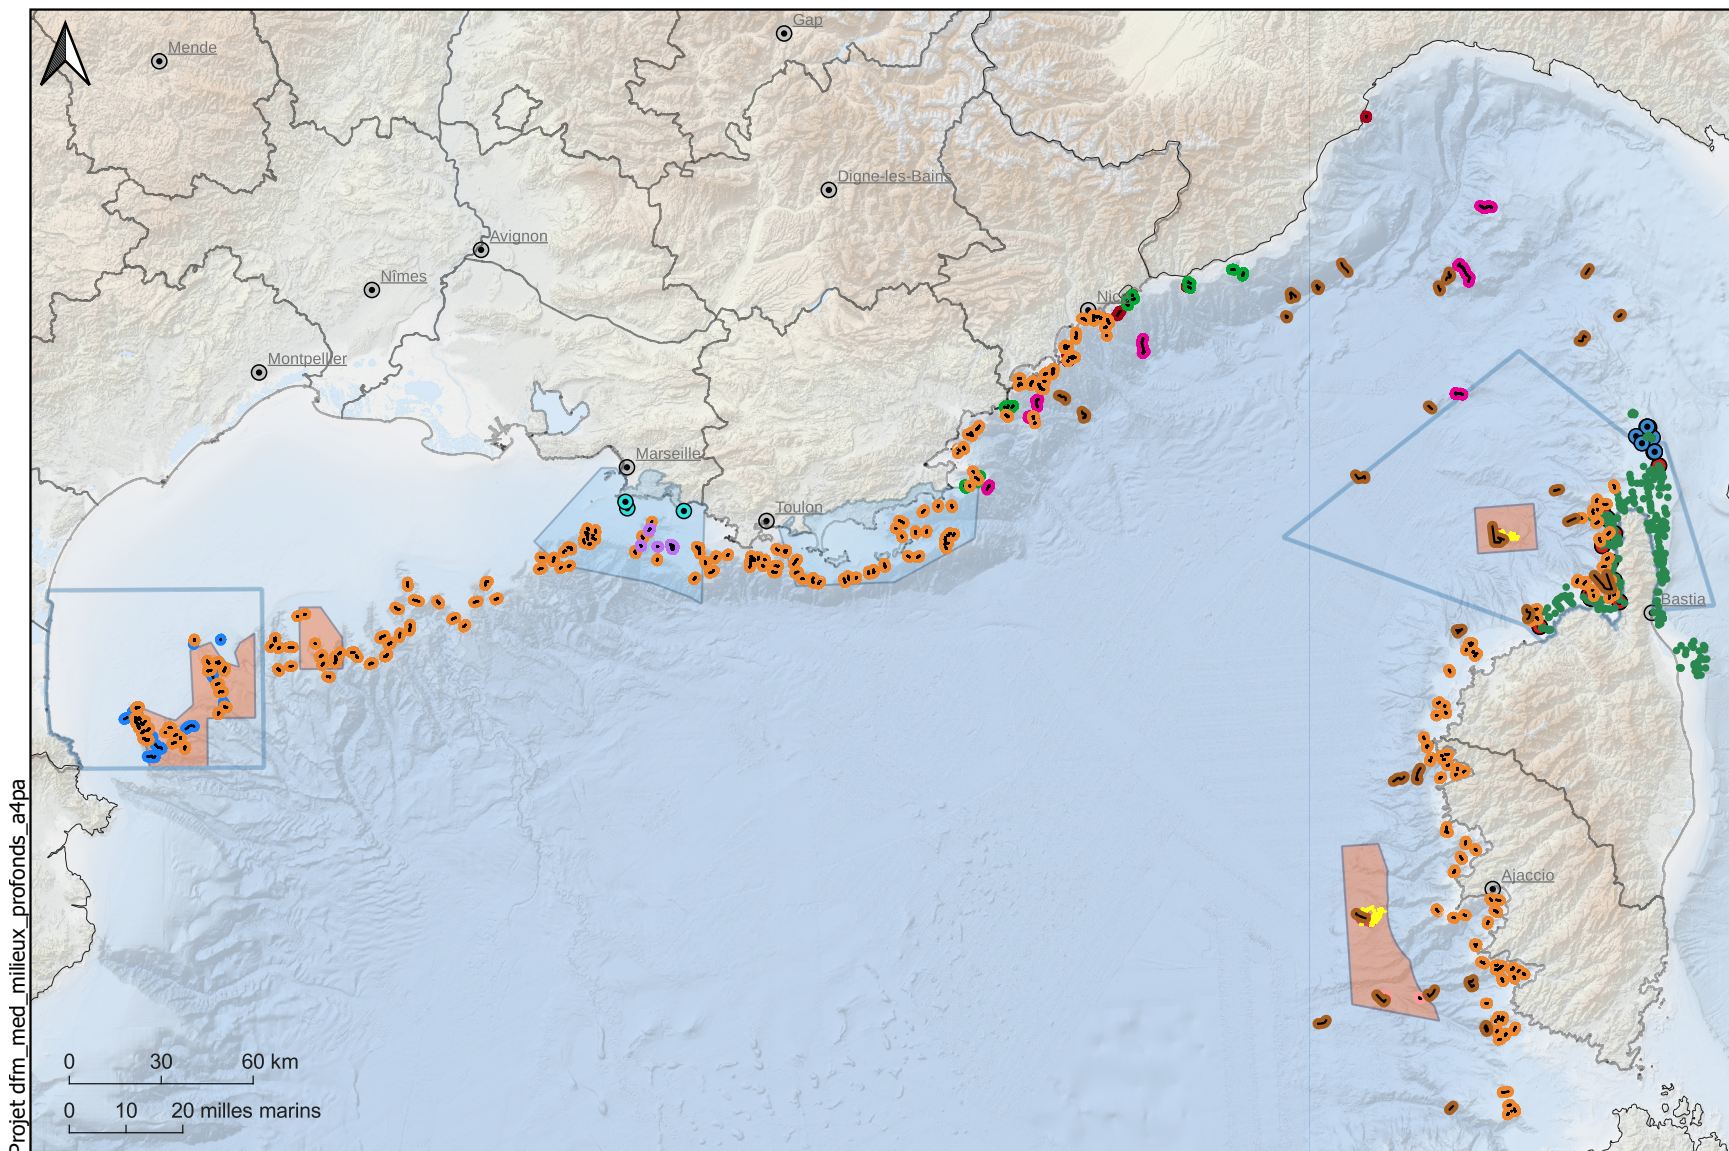 Gap
Mende
Digne-les-Bains
Avignon
Nîmes
Montpellier
Marseille
Toulon
Bastia
Ajaccio
0 30 60 km
0 10 20 milles marins
Projet dfm_med_milieux_profonds_a4pa